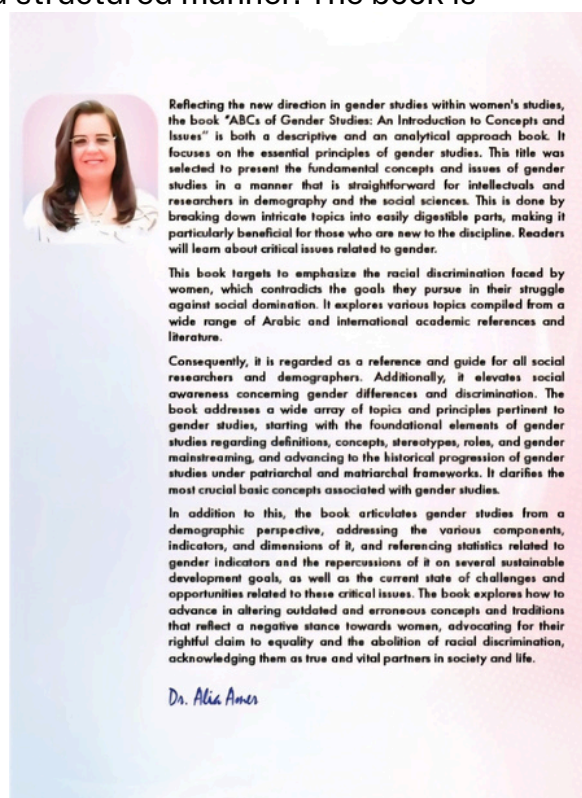 d structured manner. The book is
Reflecting the new direction in gender studies within women's studies,
the book "ABCs of Gender Studies: An Introduction to Concepts and
Issues" is both a descriptive and an analytical approach book. It
focuses on the essential principles of gender studies. This title was
selected to present the fundamental concepts and issues of gender
studies in a manner that is straightforward for intellectuals and
researchers in demography and the social sciences. This is done by
breaking down intricate topics into easily digestible parts, making it
particularly beneficial for those who are new to the discipline. Readers
will learn about critical issues related to gender.
This book targets to emphasize the racial discrimination faced by
women, which contradicts the goals they pursue in their struggle
against social domination. It explores various topics compiled from a
wide range of Arabic and international academic references and
literature.
Consequently, it is regarded as a reference and guide for all social
researchers and demographers. Additionally, it elevates social
awareness concerning gender differences and discrimination. The
book addresses a wide array of topics and principles pertinent to
gender studies, starting with the foundational elements of gender
studies regarding definitions, concepts, stereotypes, roles, and gender
mainstreaming, and advancing to the historical progression of gender
studies under patriarchal and matriarchal frameworks. It clarifies the
most crucial basic concepts associated with gender studies.
In addition to this, the book articulates gender studies from a
demographic perspective, addressing the various components,
indicators, and dimensions of it, and referencing statistics related to
gender indicators and the repercussions of it on several sustainable
development goals, as well as the current state of challenges and
opportunities related to these critical issues. The book explores how to
advance in altering outdated and erroneous concepts and traditions
that reflect a negative stance towards women, advocating for their
rightful claim to equality and the abolition of racial discrimination,
acknowledging them as true and vital partners in society and life.
Dr. Alia Amer